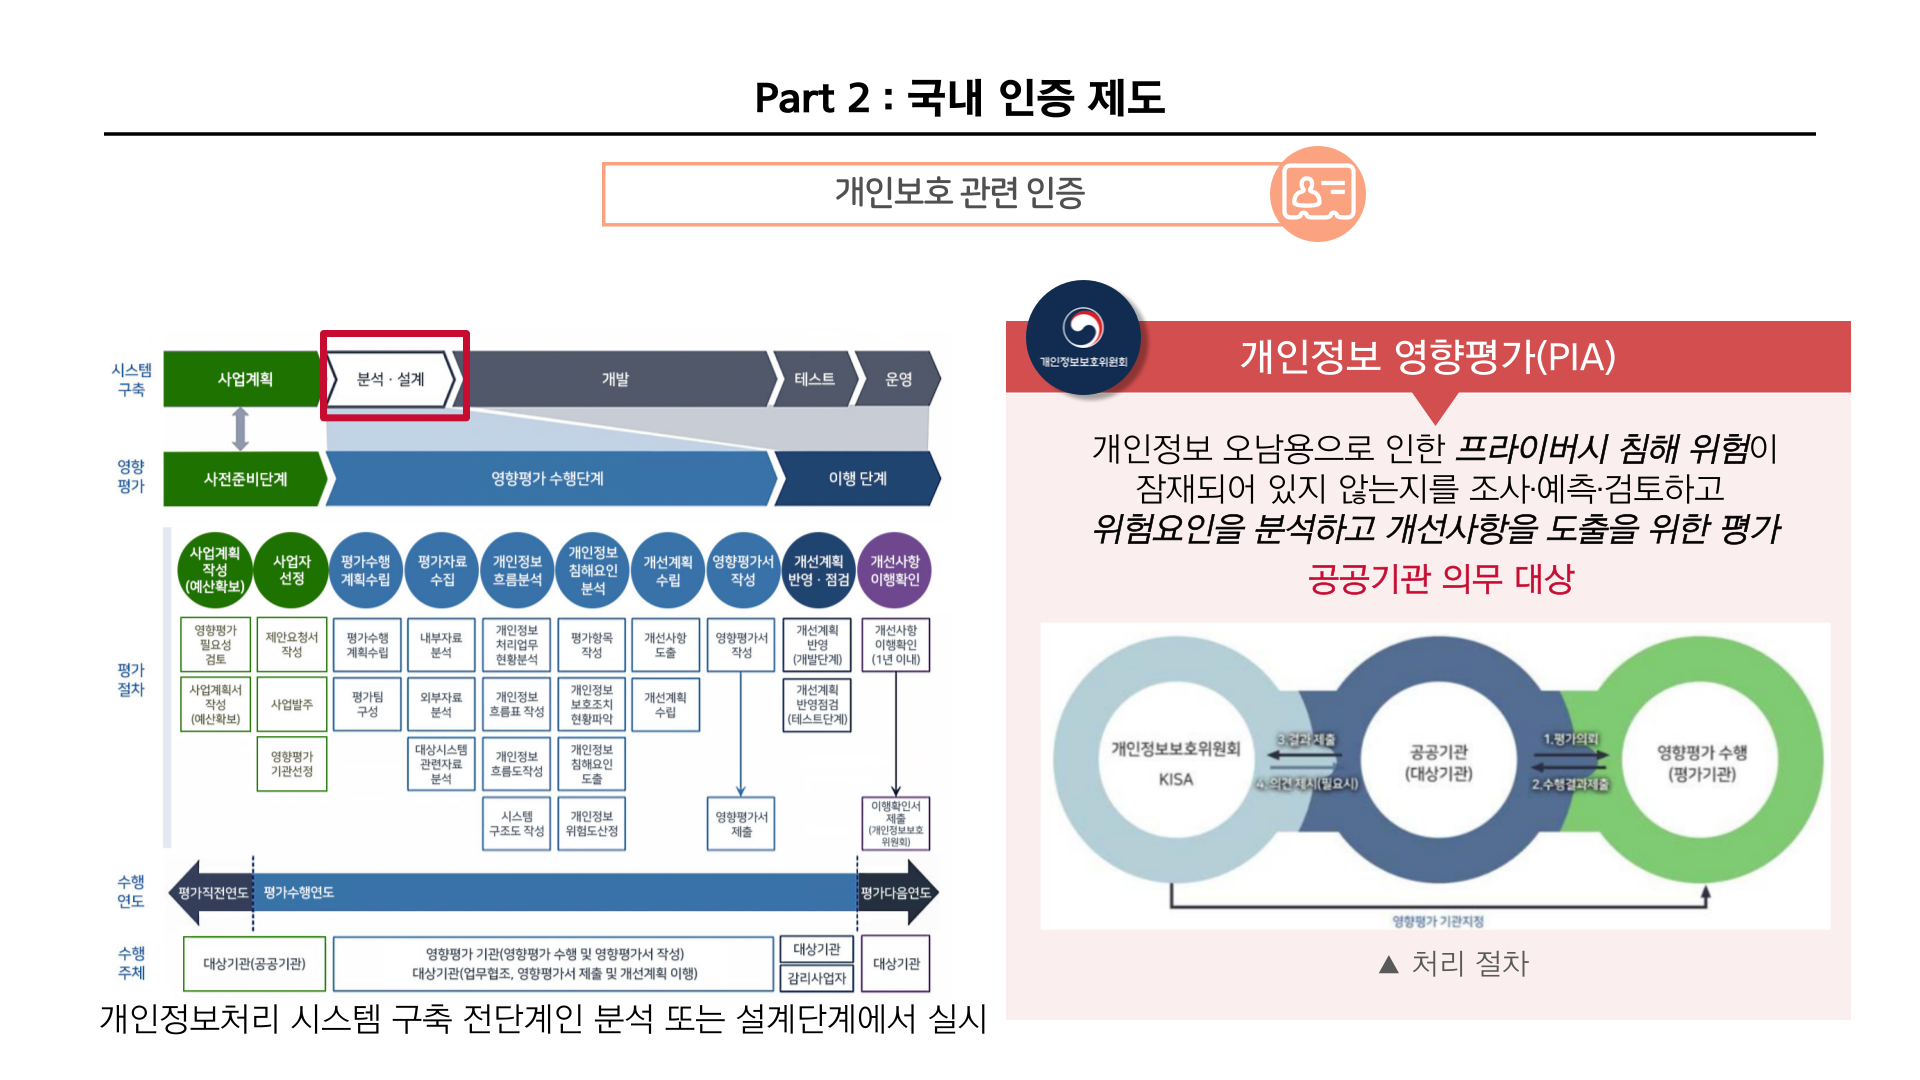 Part 2 : 국내 인증 제도
개인보호 관련 인증
시스템
구축
사업계획
분석 · 설계
개발
테스트
운영
영향
평가
사전준비단계
영향평가 수행단계
이행 단계
평가
절차
사업계획
작성
(예산확보)
사업자
선정
평가수행
계획수립
평가자료
수집
개인정보
흐름분석
개인정보
침해요인
분석
개선계획
수립
영향평가서
작성
개선계획
반영 · 점검
개선사항
이행확인
영향평가
필요성
검토
제안요청서
작성
평가수행
계획수립
내부자료
분석
개인정보
처리업무
현황분석
평가항목
작성
개선사항
도출
영향평가서
작성
개선계획
반영
(개발단계)
개선사항
이행확인
(1년 이내)
사업계획서
작성
(예산확보)
사업발주
평가팀
구성
외부자료
분석
개인정보
흐름표 작성
개인정보
보호조치
현황파악
개선계획
수립
개선계획
반영점검
(테스트단계)
영향평가
기관선정
대상시스템
관련자료
분석
개인정보
흐름도작성
개인정보
침해요인
도출
시스템
구조도 작성
개인정보
위험도산정
영향평가서
제출
이행확인서
제출
(개인정보보호
위원회)
수행
연도
평가직전연도
평가수행연도
평가다음연도
수행
주체
대상기관(공공기관)
영향평가 기관(영향평가 수행 및 영향평가서 작성)
대상기관(업무협조, 영향평가서 제출 및 개선계획 이행)
대상기관
감리사업자
대상기관
개인정보처리 시스템 구축 전단계인 분석 또는 설계단계에서 실시
개인정보보호위원회
개인정보 영향평가(PIA)
개인정보 오남용으로 인한 프라이버시 침해 위험이
잠재되어 있지 않는지를 조사·예측·검토하고
위험요인을 분석하고 개선사항을 도출을 위한 평가
공공기관 의무 대상
개인정보보호위원회
KISA
3.결과 제출
4. 의견 제시(필요시)
공공기관
(대상기관)
1.평가의뢰
2.수행결과제출
영향평가 수행
(평가기관)
영향평가 기관지정
▲ 처리 절차